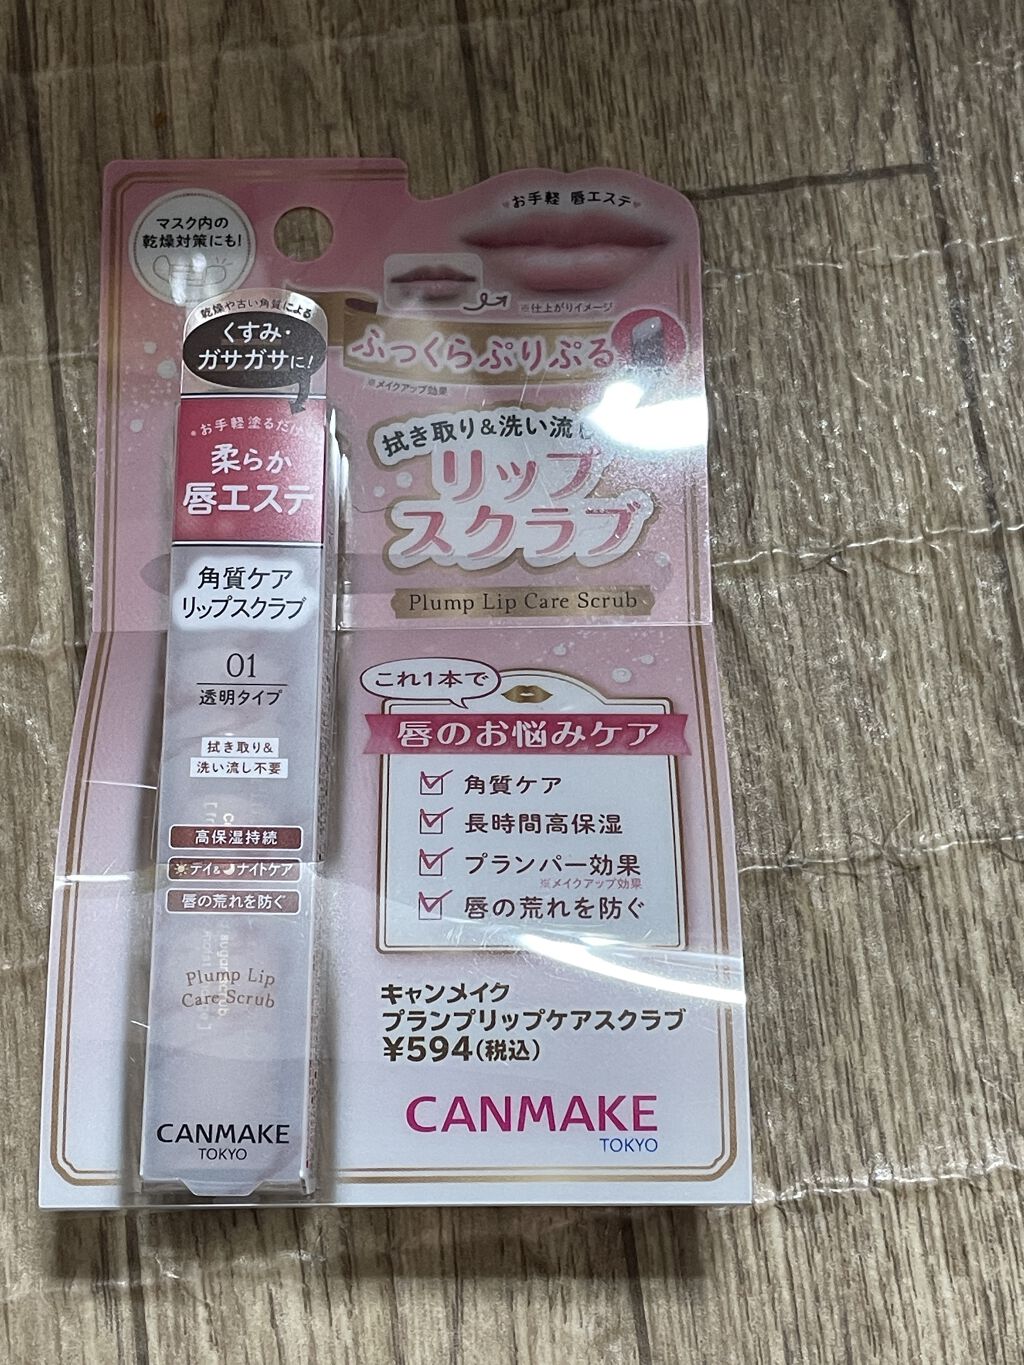 マスク内の
乾燥対策にも!
お手軽 唇エステ
※仕上がりイメージ
ふっくらぷりぷる
※メイクアップ効果
拭き取り&洗い流し
リップ
スクラブ
Plump Lip Care Scrub
乾燥や古い角質による
くすみ・
ガサガサに!
お手軽塗るだけ
柔らか
唇エステ
角質ケア
リップスクラブ
01
透明タイプ
拭き取り&
洗い流し不要
高保湿持続
デイ&ナイトケア
唇の荒れを防ぐ
Plump Lip
Care Scrub
CANMAKE
TOKYO
これ1本で
唇のお悩みケア
角質ケア
長時間高保湿
プランパー効果
※メイクアップ効果
唇の荒れを防ぐ
キャンメイク
プランプリップケアスクラブ
¥594(税込)
CANMAKE
TOKYO